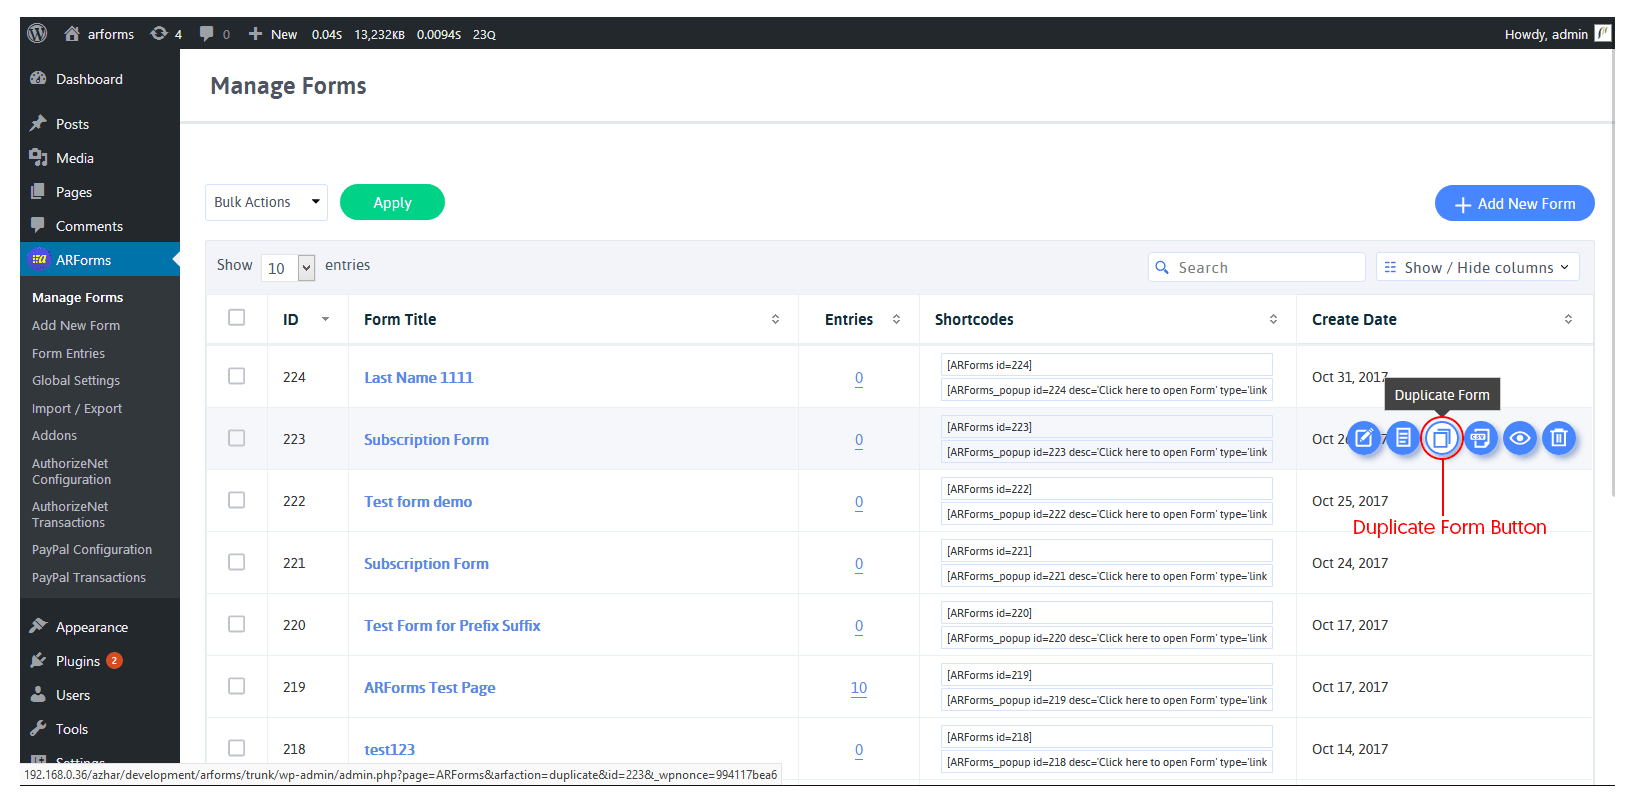 arforms 4 0 New 0.04S 13,232KB 0.0094S 23Q
Howdy, admin
Dashboard
Posts
Media
Pages
Comments
ARForms
Manage Forms
Add New Form
Form Entries
Global Settings
Import / Export
Addons
AuthorizeNet
Configuration
AuthorizeNet
Transactions
PayPal Configuration
PayPal Transactions
Appearance
Plugins 2
Users
Tools
Settings
Manage Forms
Bulk Actions
Apply
Add New Form
Show 10 entries
Search
Show / Hide columns
ID Form Title Entries Shortcodes Create Date
224 Last Name 1111 0 [ARForms id=224] Oct 31, 2017
[ARForms_popup id=224 desc='Click here to open Form' type='link
Duplicate Form
223 Subscription Form 0 [ARForms id=223] Oct 2 7
[ARForms_popup id=223 desc='Click here to open Form' type='link
CSV
222 Test form demo 0 [ARForms id=222] Oct 25, 2017
[ARForms_popup id=222 desc='Click here to open Form' type='link
Duplicate Form Button
221 Subscription Form 0 [ARForms id=221] Oct 24, 2017
[ARForms_popup id=221 desc='Click here to open Form' type='link
220 Test Form for Prefix Suffix 0 [ARForms id=220] Oct 17, 2017
[ARForms_popup id=220 desc='Click here to open Form' type='link
219 ARForms Test Page 10 [ARForms id=219] Oct 17, 2017
[ARForms_popup id=219 desc='Click here to open Form' type='link
218 test123 0 [ARForms id=218] Oct 14, 2017
[ARForms_popup id=218 desc='Click here to open Form' type='link
192.168.0.36/azhar/development/arforms/trunk/wp-admin/admin.php?page=ARForms&arfaction=duplicate&id=223&_wpnonce=994117bea6